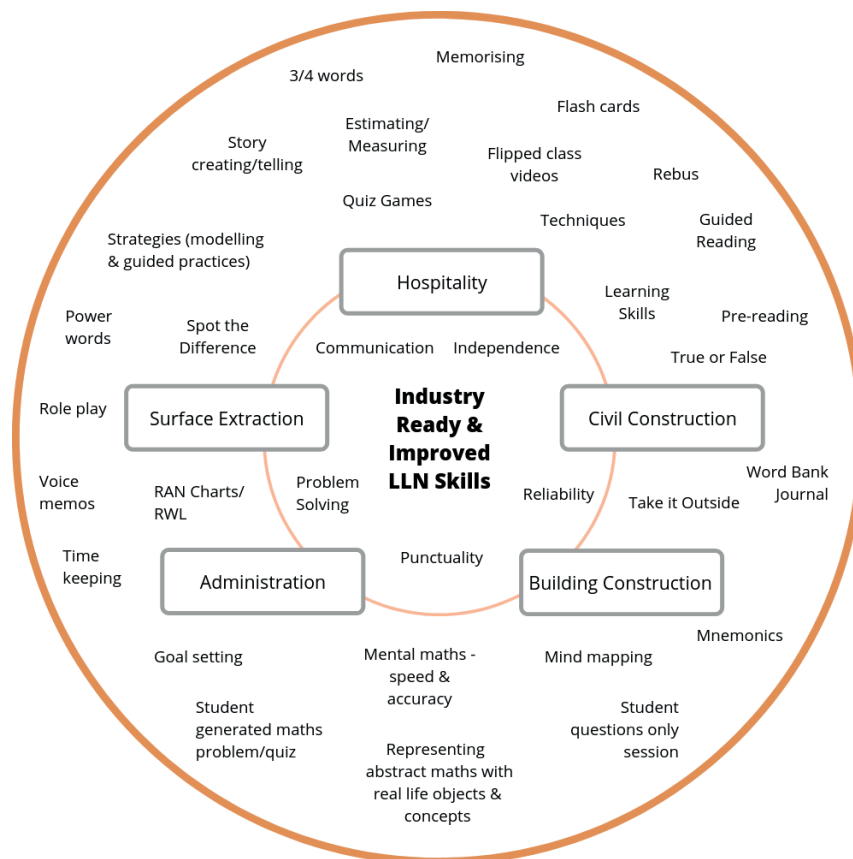 Memorising
3/4 words
Flash cards
Estimating/
Measuring
Story
creating/telling
Flipped class
videos
Rebus
Quiz Games
Techniques
Guided
Reading
Strategies (modelling
& guided practices)
Hospitality
Learning
Skills
Power
words
Spot the
Difference
Pre-reading
Communication
Independence
True or False
Industry
Ready &
Improved
LLN Skills
Role play
Surface Extraction
Civil Construction
Voice
memos
RAN Charts/
RWL
Problem
Solving
Reliability
Take it Outside
Word Bank
Journal
Time
keeping
Punctuality
Administration
Building Construction
Mnemonics
Goal setting
Mental maths -
speed &
accuracy
Mind mapping
Student
generated maths
problem/quiz
Student
questions only
session
Representing
abstract maths with
real life objects &
concepts